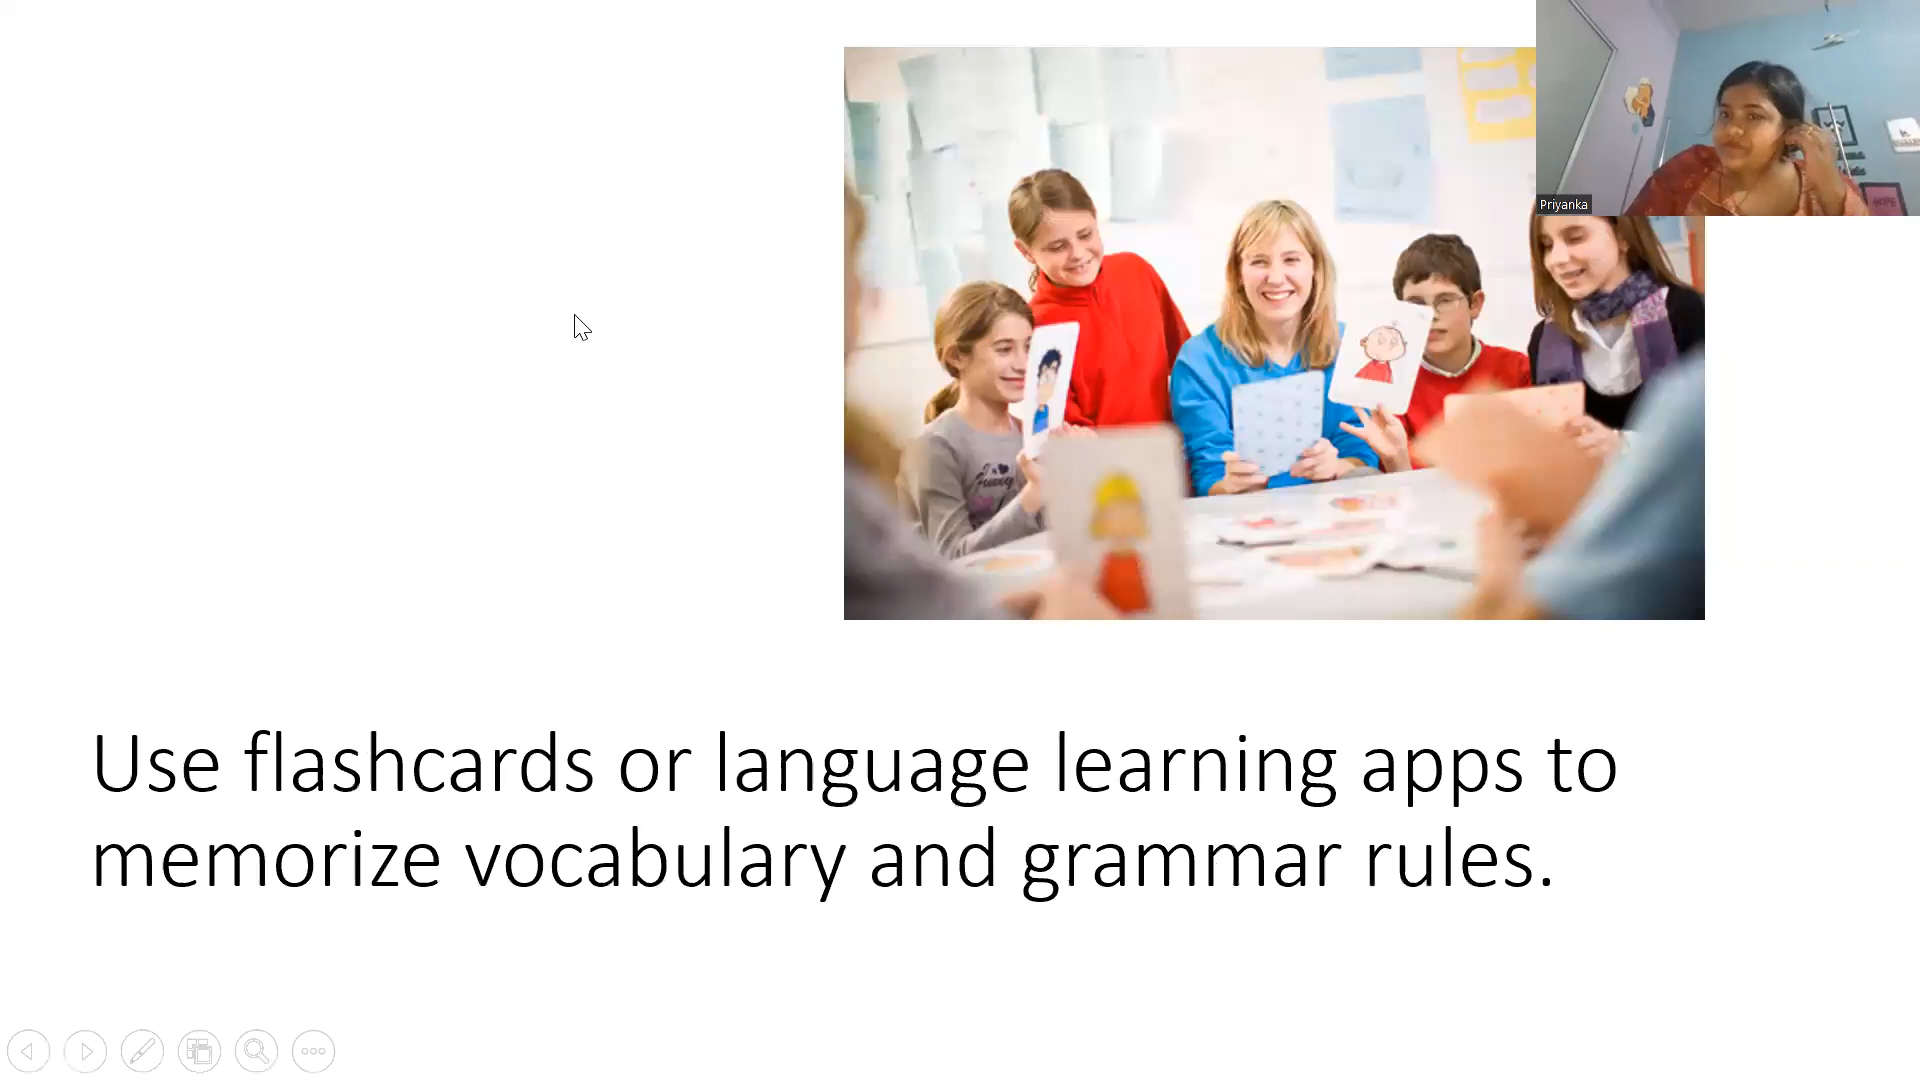 Priyanka
Use flashcards or language learning apps to
memorize vocabulary and grammar rules.